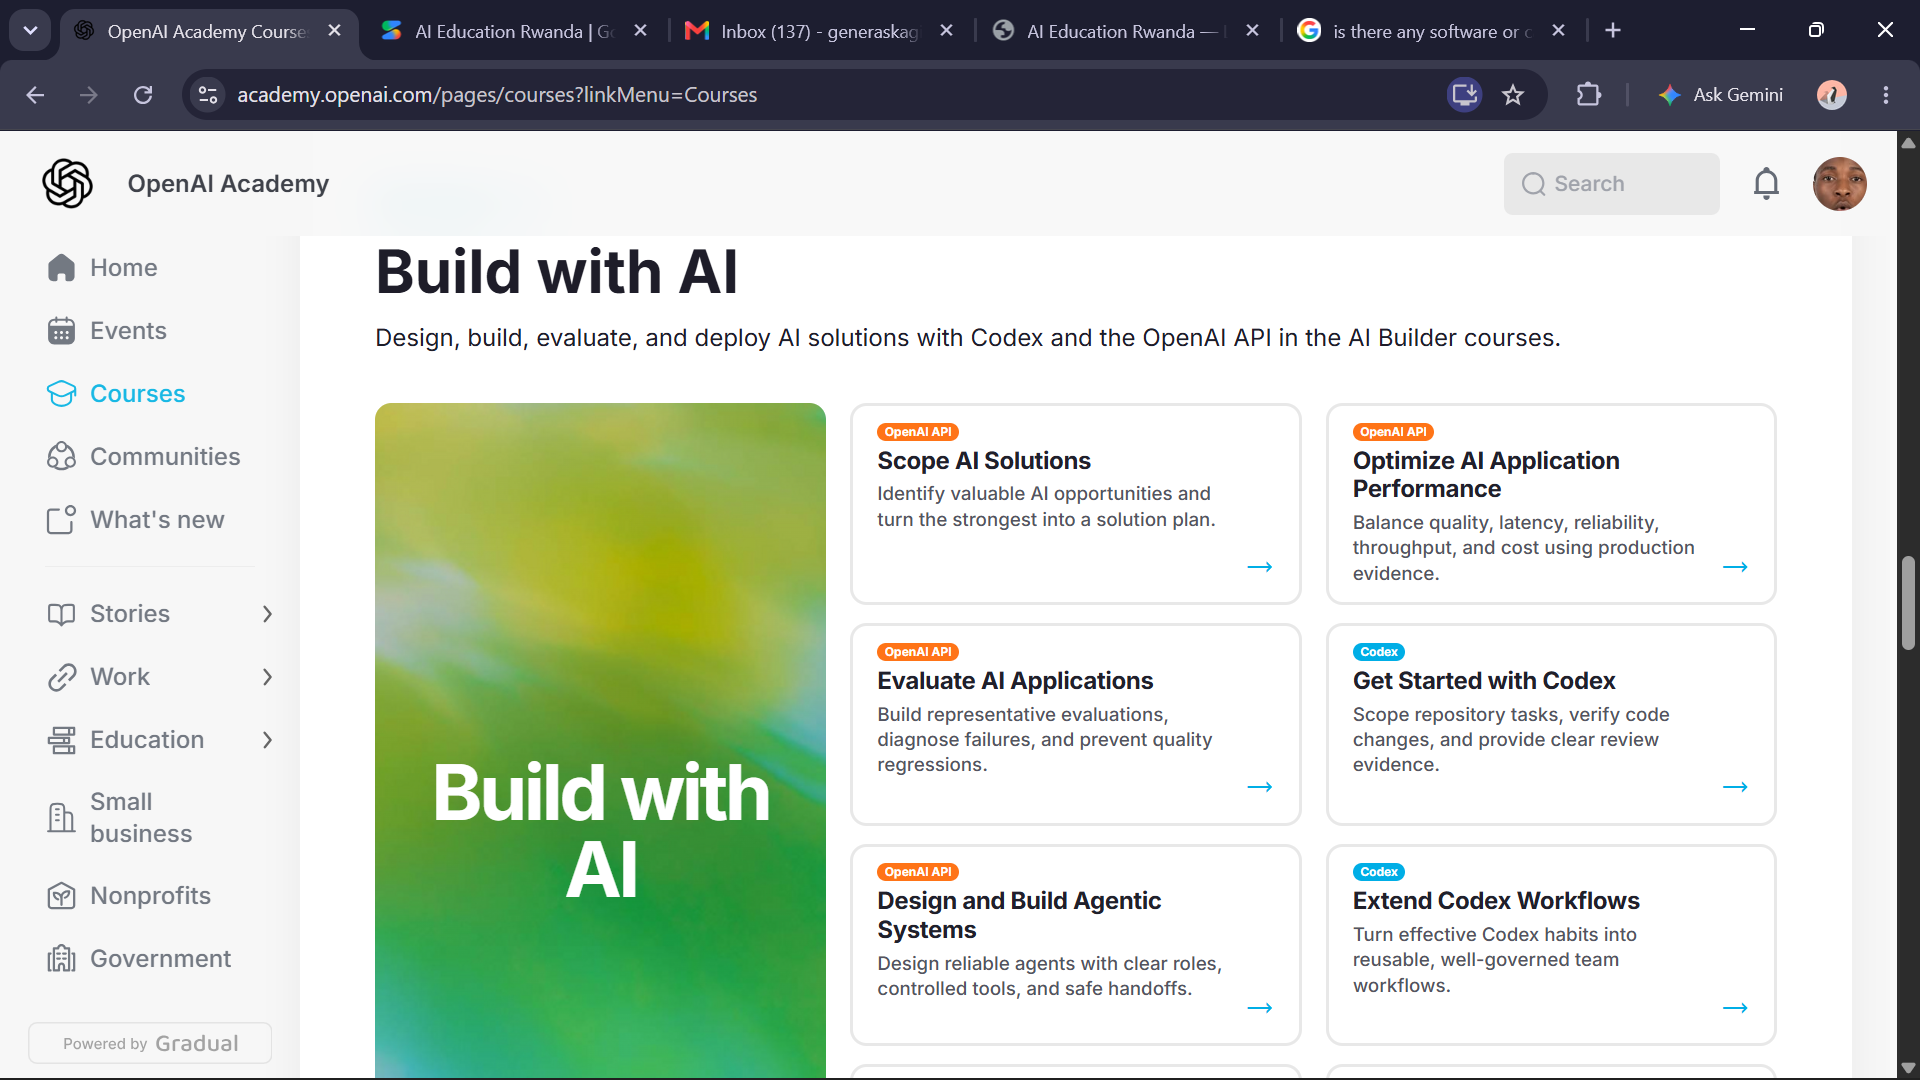 OpenAI Academy Course
AI Education Rwanda | Go
Inbox (137) - generaskag
AI Education Rwanda —
is there any software or c
academy.openai.com/pages/courses?linkMenu=Courses
Ask Gemini
OpenAI Academy
Search
Home
Events
Courses
Communities
What's new
Stories
Work
Education
Small
business
Nonprofits
Government
Powered by Gradual
Build with AI
Design, build, evaluate, and deploy AI solutions with Codex and the OpenAI API in the AI Builder courses.
Build with
AI
OpenAI API
Scope AI Solutions
Identify valuable AI opportunities and
turn the strongest into a solution plan.
OpenAI API
Optimize AI Application
Performance
Balance quality, latency, reliability,
throughput, and cost using production
evidence.
OpenAI API
Evaluate AI Applications
Build representative evaluations,
diagnose failures, and prevent quality
regressions.
Codex
Get Started with Codex
Scope repository tasks, verify code
changes, and provide clear review
evidence.
OpenAI API
Design and Build Agentic
Systems
Design reliable agents with clear roles,
controlled tools, and safe handoffs.
Codex
Extend Codex Workflows
Turn effective Codex habits into
reusable, well-governed team
workflows.